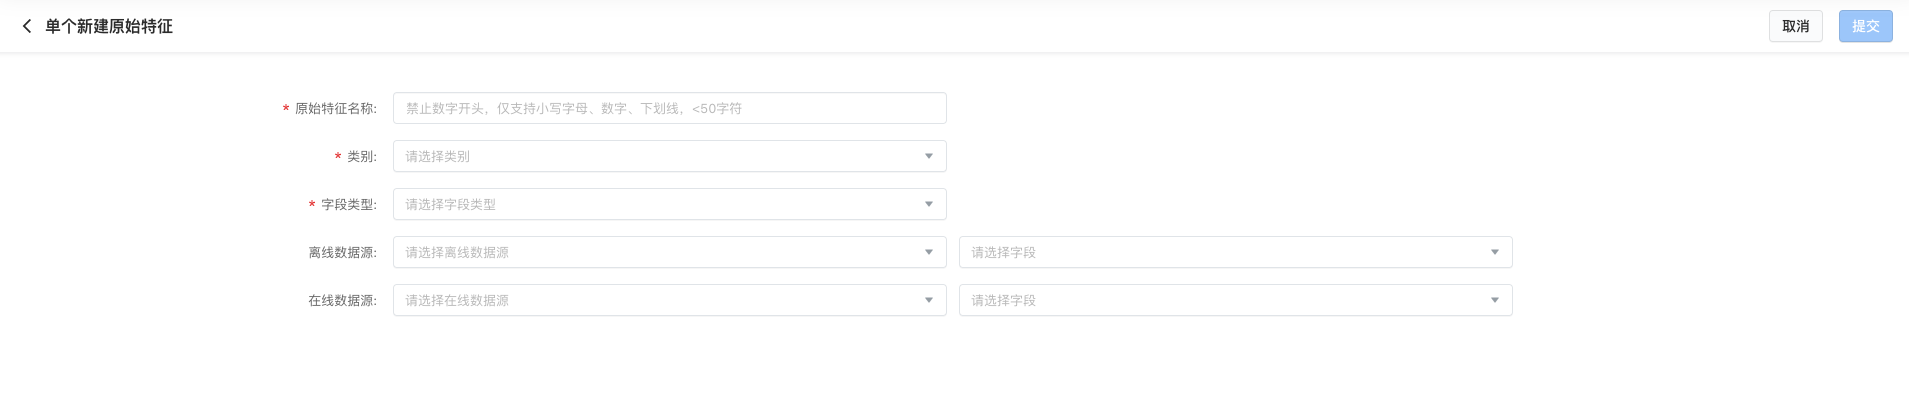 单个新建原始特征 取消 提交
* 原始特征名称: 禁止数字开头，仅支持小写字母、数字、下划线，<50字符
* 类别: 请选择类别
* 字段类型: 请选择字段类型
离线数据源: 请选择离线数据源 请选择字段
在线数据源: 请选择在线数据源 请选择字段